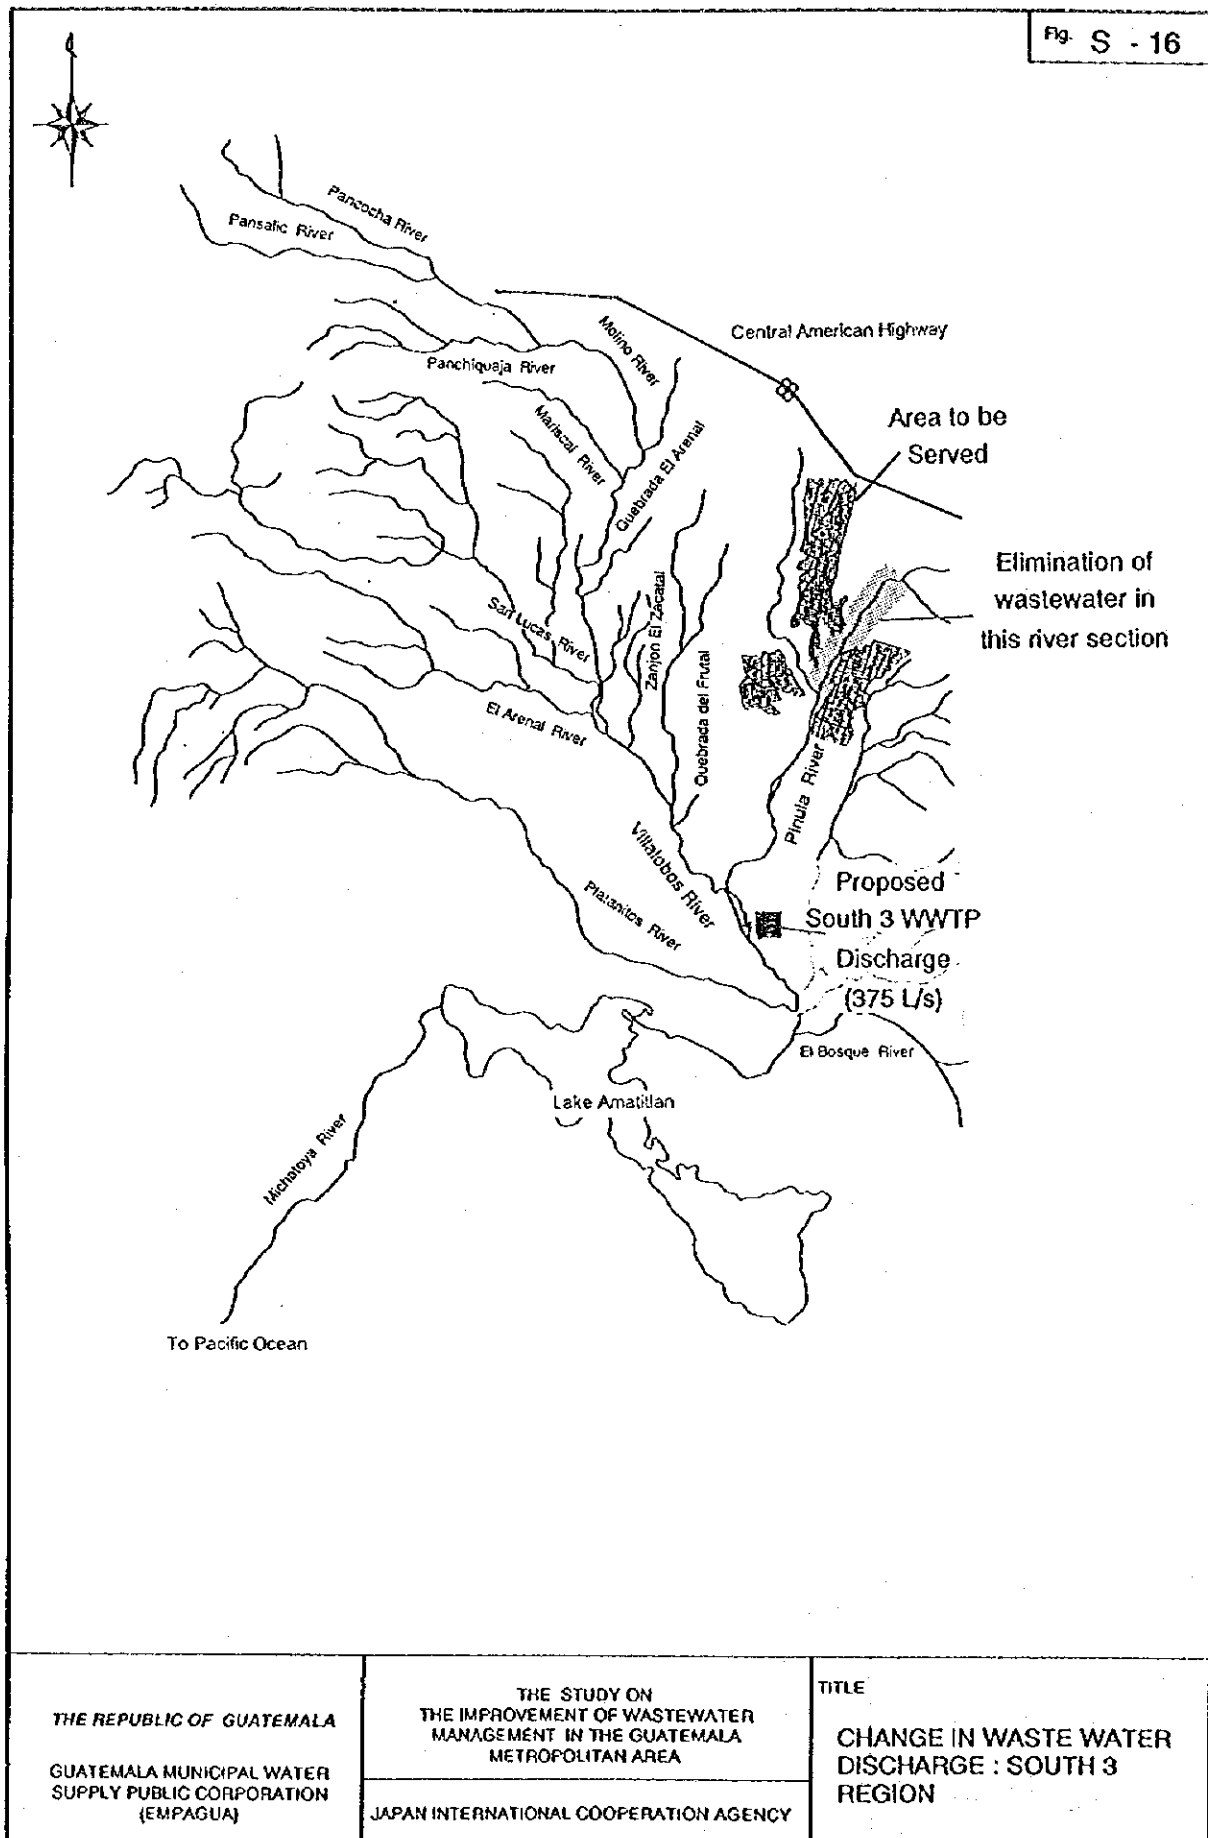 Fig. S - 16
Pancocha River
Pansalic River
Central American Highway
Molino River
Panchiquaja River
Area to be
Served
Mariscal River
Quebrada El Arenal
Elimination of
wastewater in
this river section
San Lucas River
Zanjon El Zacatal
Quebrada del Frutal
El Arenal River
Pinula River
Villalobos River
Proposed
South 3 WWTP
Discharge
(375 L/s)
Platanitos River
El Bosque River
Lake Amatitlan
Michatoya River
To Pacific Ocean
THE REPUBLIC OF GUATEMALA
GUATEMALA MUNICIPAL WATER
SUPPLY PUBLIC CORPORATION
(EMPAGUA)
THE STUDY ON
THE IMPROVEMENT OF WASTEWATER
MANAGEMENT IN THE GUATEMALA
METROPOLITAN AREA
JAPAN INTERNATIONAL COOPERATION AGENCY
TITLE
CHANGE IN WASTE WATER
DISCHARGE : SOUTH 3
REGION